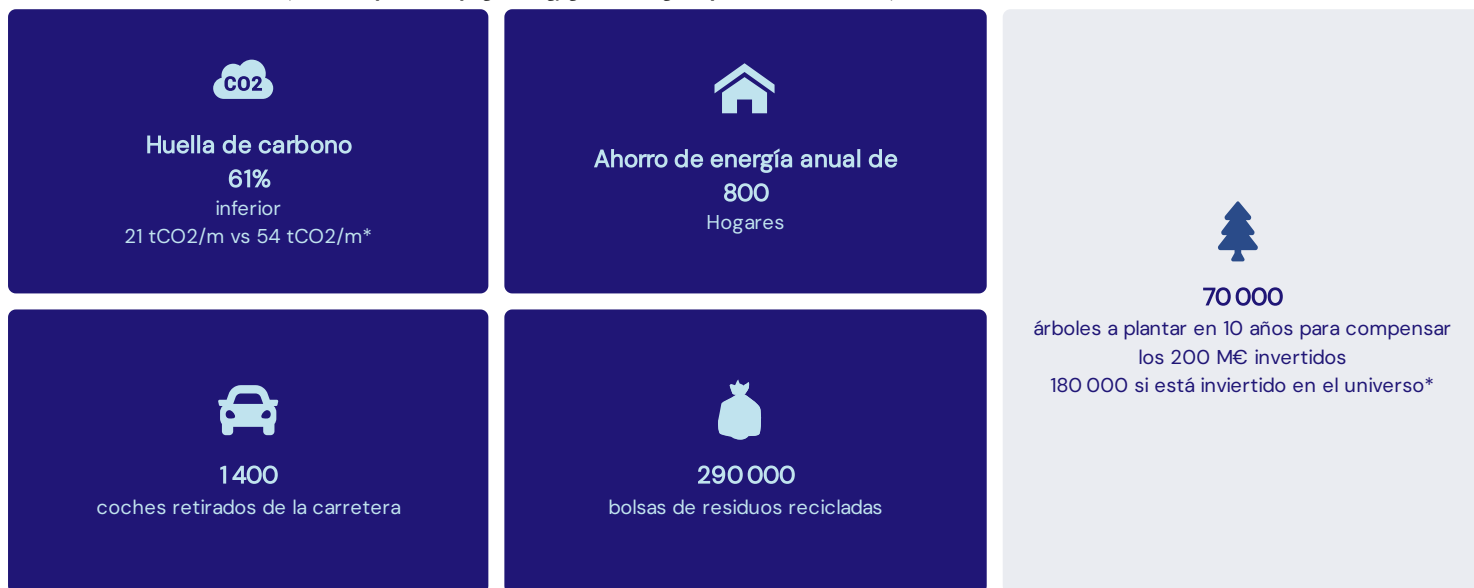 CO2
Huella de carbono
61%
inferior
21 tCO2/m vs 54 tCO2/m*
Ahorro de energía anual de
800
Hogares
1 400
coches retirados de la carretera
290 000
bolsas de residuos recicladas
70 000
árboles a plantar en 10 años para compensar
los 200 M€ invertidos
180 000 si está inviertido en el universo*